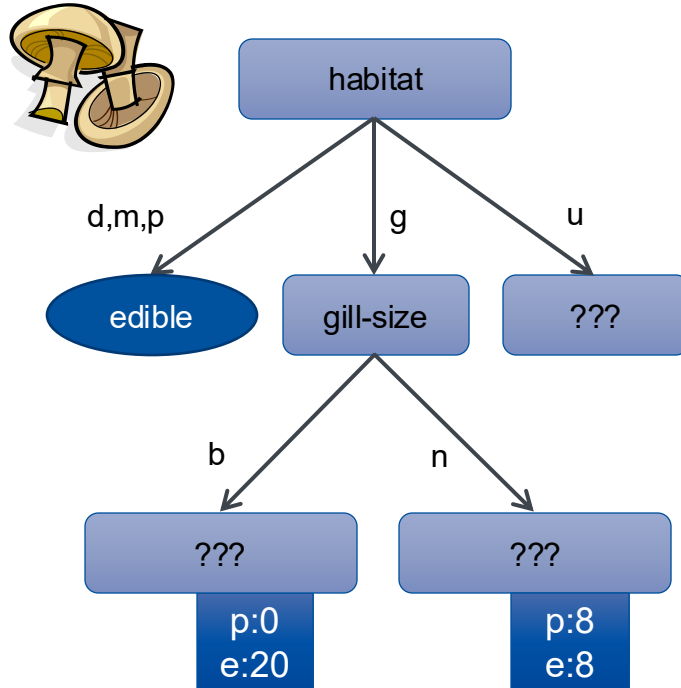 habitat
d,m,p
g
u
edible
gill-size
???
b
n
???
???
p:0
e:20
p:8
e:8